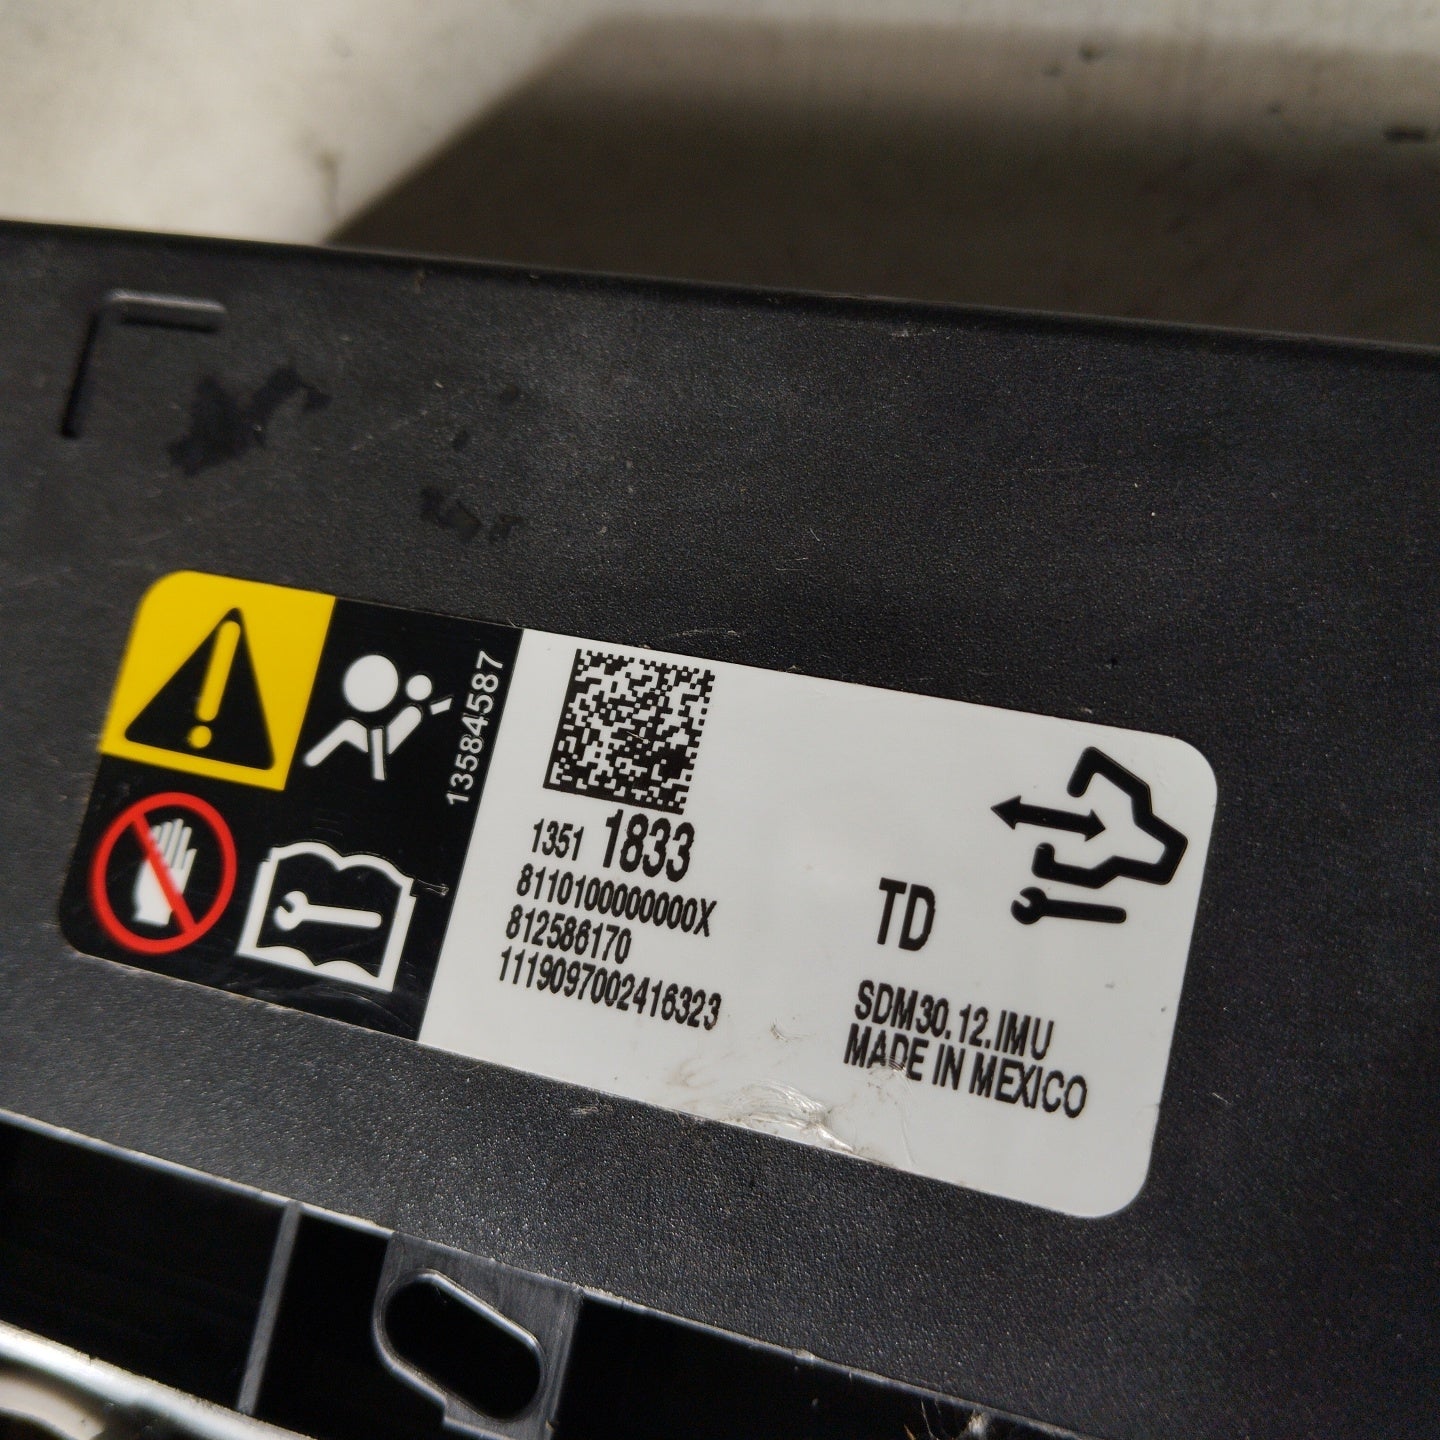 13584587
1351 1833
8110100000000X
812586170
1119097002416323
TD
SDM30.12.IMU
MADE IN MEXICO